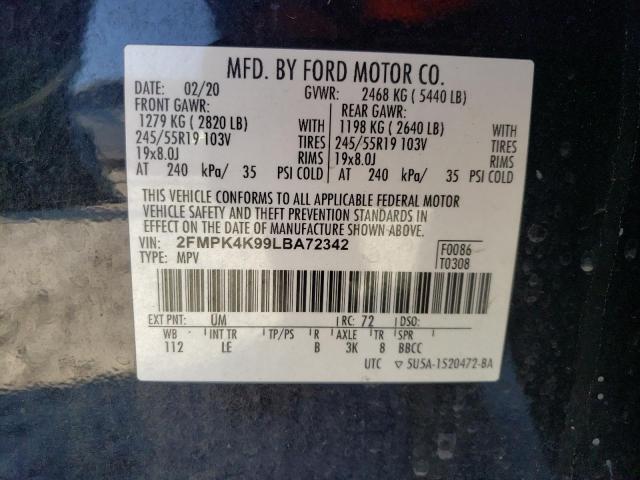 MFD. BY FORD MOTOR CO.
DATE: 02/20 GVWR: 2468 KG ( 5440 LB)
FRONT GAWR: REAR GAWR:
1279 KG ( 2820 LB) WITH 1198 KG ( 2640 LB) WITH
245/55R19 103V TIRES 245/55R19 103V TIRES
19x8.0J RIMS 19x8.0J RIMS
AT 240 kPa/ 35 PSI COLD AT 240 kPa/ 35 PSI COLD
THIS VEHICLE CONFORMS TO ALL APPLICABLE FEDERAL MOTOR
VEHICLE SAFETY AND THEFT PREVENTION STANDARDS IN
EFFECT ON THE DATE OF MANUFACTURE SHOWN ABOVE.
VIN: 2FMPK4K99LBA72342
TYPE: MPV
F0086
T0308
EXT PNT: UM RC: 72 DSO:
WB INT TR TP/PS R AXLE TR SPR
112 LE B 3K 8 BBCC
UTC ▽ 5U5A-1520472-BA